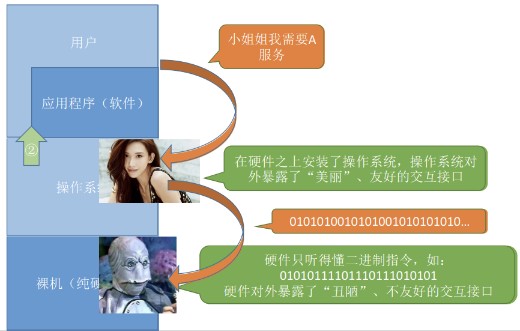 用户
小姐姐我需要A
服务
应用程序（软件）
②
在硬件之上安装了操作系统，操作系统对
外暴露了“美丽”、友好的交互接口
操作系
0101010010101001010101010…
硬件只听得懂二进制指令，如：
01010111101110111010101
硬件对外暴露了“丑陋”、不友好的交互接口
裸机（纯硬